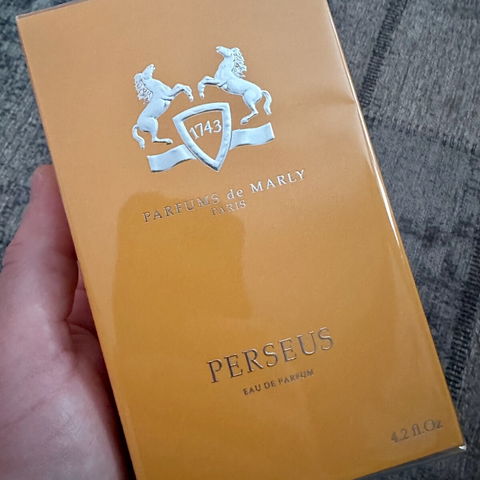 1743
PARFUMS de MARLY
PARIS
PERSEUS
EAU DE PARFUM
4.2 fl.Oz